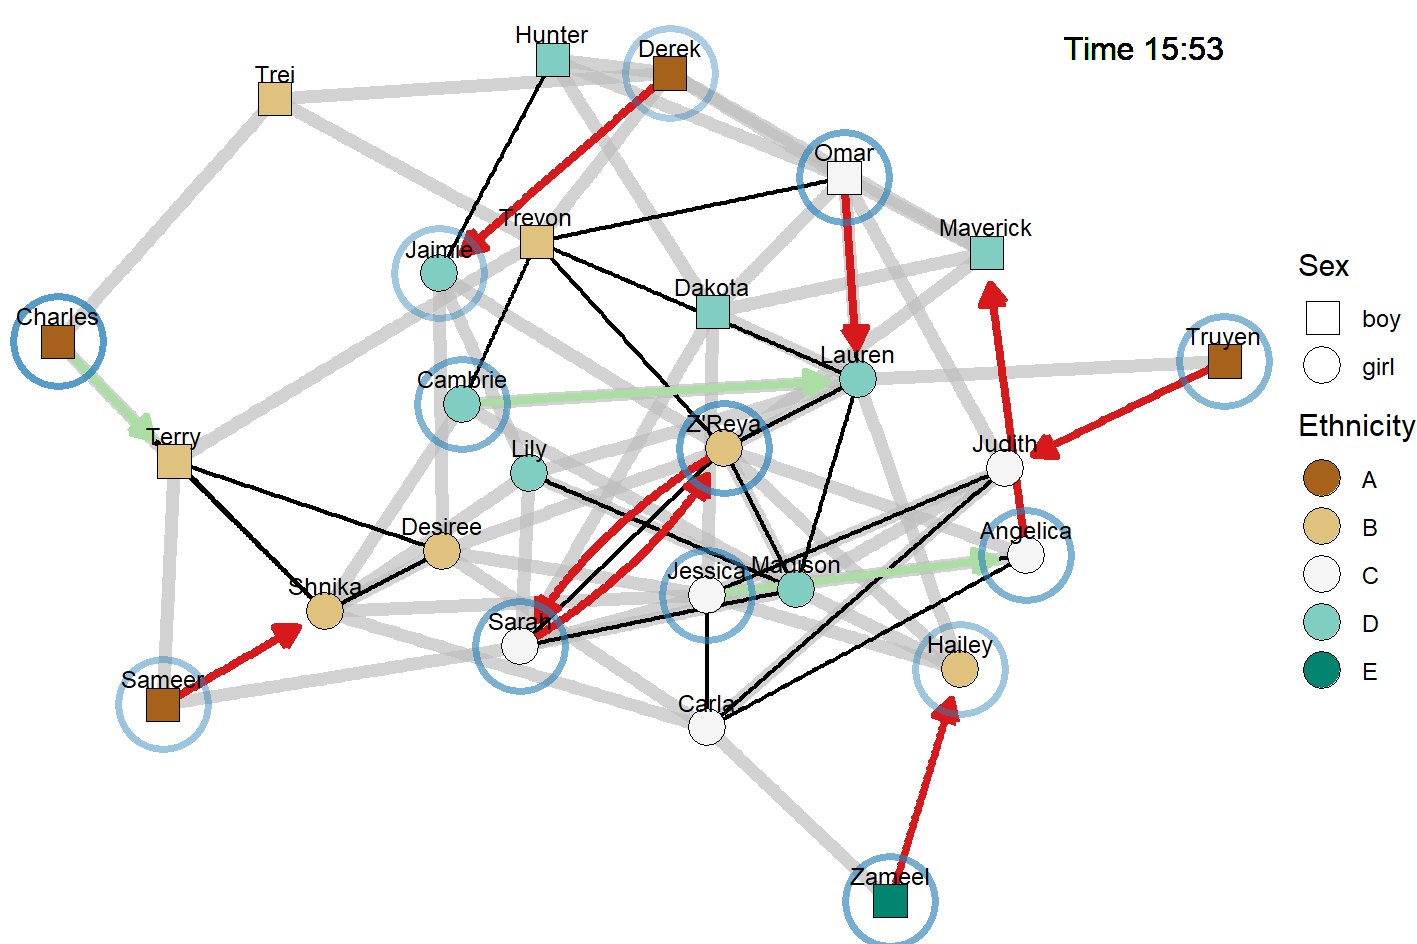 Hunter
Derek
Time 15:53
Trei
Omar
Trevon
Maverick
Jaimie
Dakota
Charles
Truyen
Lauren
Cambrie
Z'Reya
Terry
Lily
Judith
Desiree
Angelica
Madison
Jessica
Shnika
Sarah
Hailey
Sameer
Carla
Zameel
Sex
boy
girl
Ethnicity
A
B
C
D
E